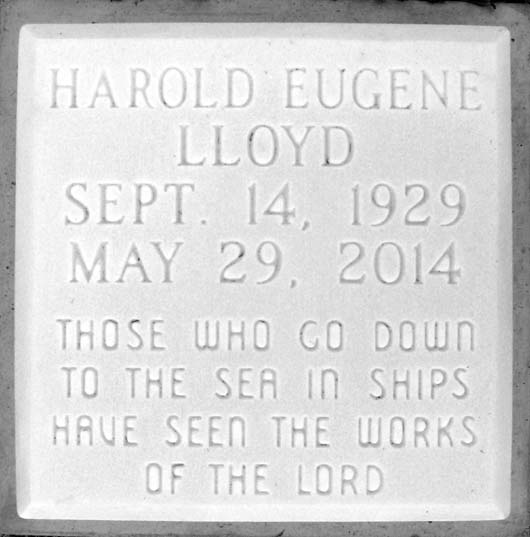 HAROLD EUGENE
LLOYD
SEPT. 14, 1929
MAY 29, 2014
THOSE WHO GO DOWN
TO THE SEA IN SHIPS
HAVE SEEN THE WORKS
OF THE LORD